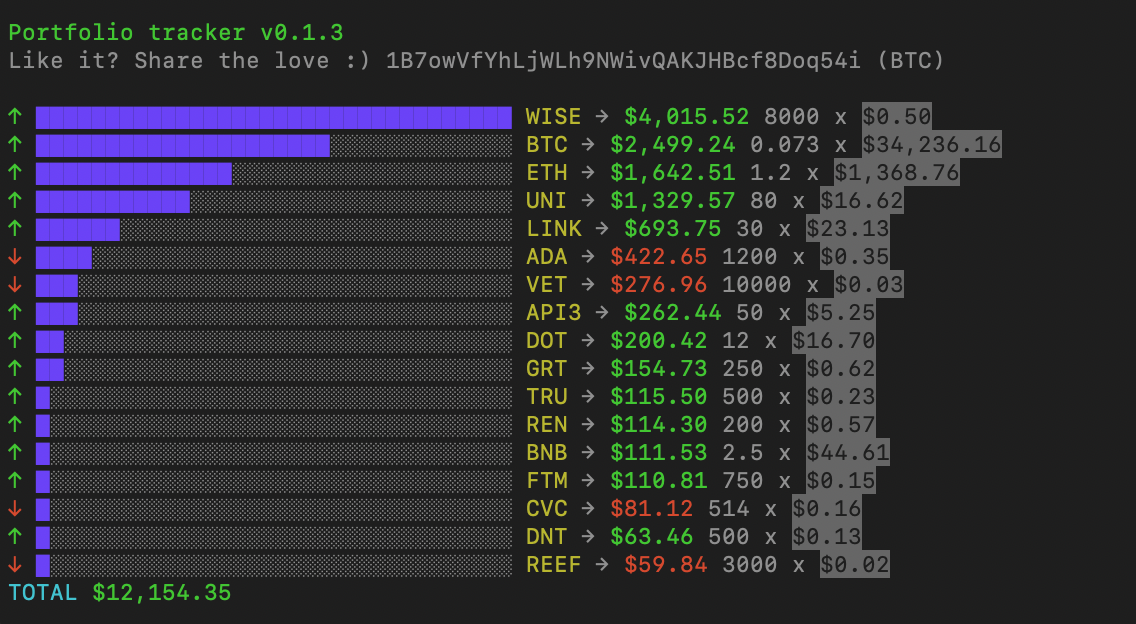 Portfolio tracker v0.1.3
Like it? Share the love :) 1B7owVfYhLjWLh9NWivQAKJHBcf8Doq54i (BTC)
↑ WISE → $4,015.52 8000 x $0.50
↑ BTC → $2,499.24 0.073 x $34,236.16
↑ ETH → $1,642.51 1.2 x $1,368.76
↑ UNI → $1,329.57 80 x $16.62
↑ LINK → $693.75 30 x $23.13
↓ ADA → $422.65 1200 x $0.35
↓ VET → $276.96 10000 x $0.03
↑ API3 → $262.44 50 x $5.25
↑ DOT → $200.42 12 x $16.70
↑ GRT → $154.73 250 x $0.62
↑ TRU → $115.50 500 x $0.23
↑ REN → $114.30 200 x $0.57
↑ BNB → $111.53 2.5 x $44.61
↑ FTM → $110.81 750 x $0.15
↓ CVC → $81.12 514 x $0.16
↑ DNT → $63.46 500 x $0.13
↓ REEF → $59.84 3000 x $0.02
TOTAL $12,154.35